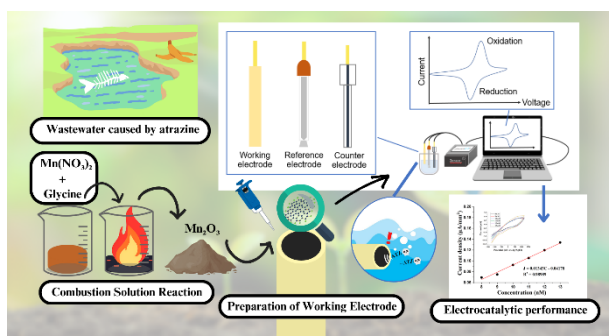 Wastewater caused by atrazine
Mn(NO₃)₂
+
Glycine
Combustion Solution Reaction
Mn₂O₃
Preparation of Working Electrode
Working
electrode
Reference
electrode
Counter
electrode
Oxidation
Reduction
Current
Voltage
Current density (μA/mm²)
Concentration (nM)
Electrocatalytic performance